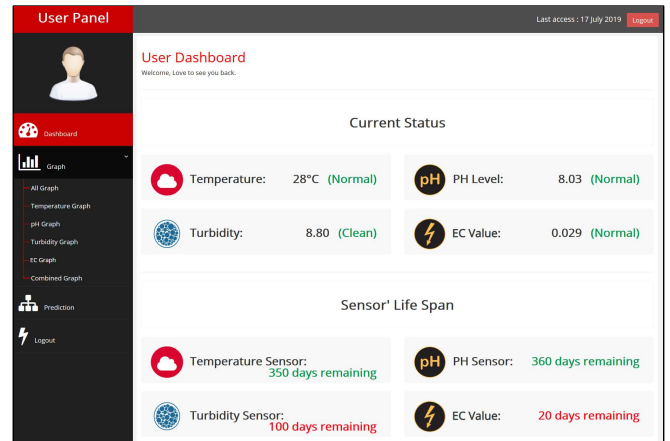 User Panel
Last access : 17 July 2019 Logout
Dashboard
Graph
All Graph
Temperature Graph
pH Graph
Turbidity Graph
EC Graph
Combined Graph
Prediction
Logout
User Dashboard
Welcome, Love to see you back.
Current Status
Temperature: 28°C (Normal)
pH PH Level: 8.03 (Normal)
Turbidity: 8.80 (Clean)
EC Value: 0.029 (Normal)
Sensor' Life Span
Temperature Sensor:
350 days remaining
pH PH Sensor: 360 days remaining
Turbidity Sensor:
100 days remaining
EC Value: 20 days remaining